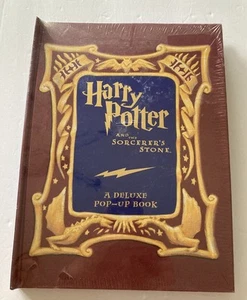 Harry
Potter
AND THE
SORCERER'S
STONE
A DELUXE
POP-UP BOOK